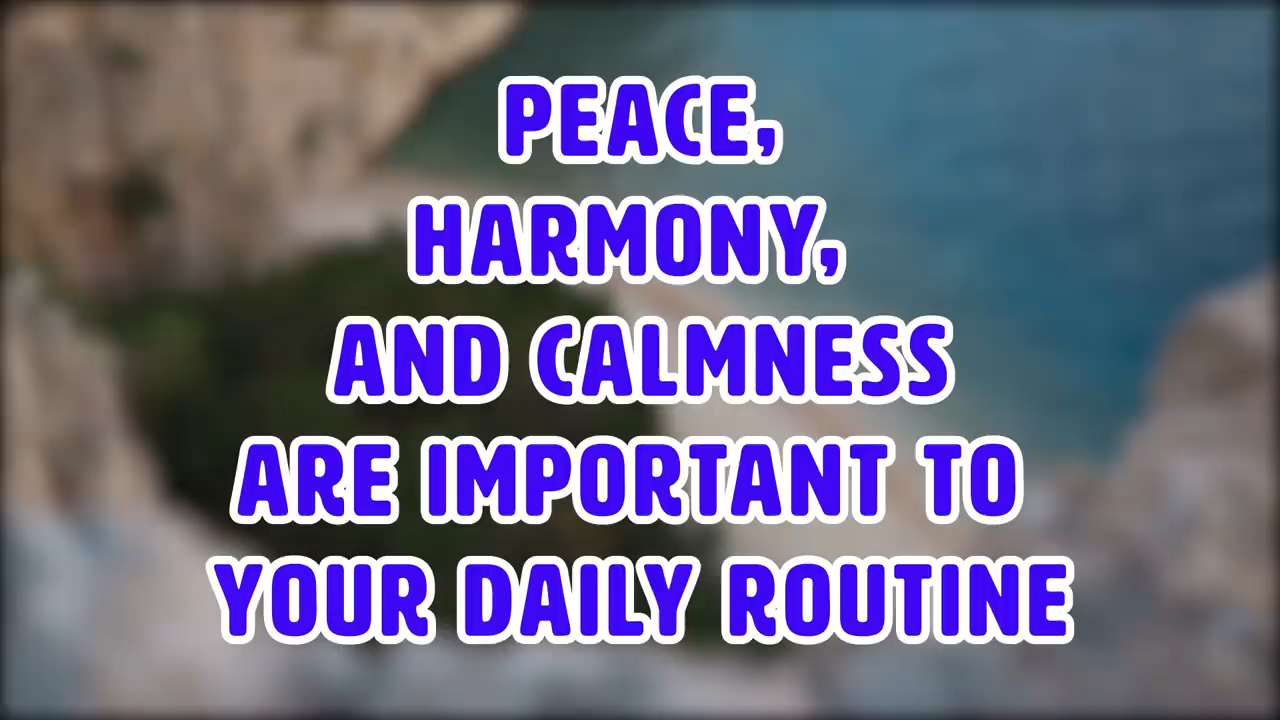 PEACE,
HARMONY,
AND CALMNESS
ARE IMPORTANT TO
YOUR DAILY ROUTINE